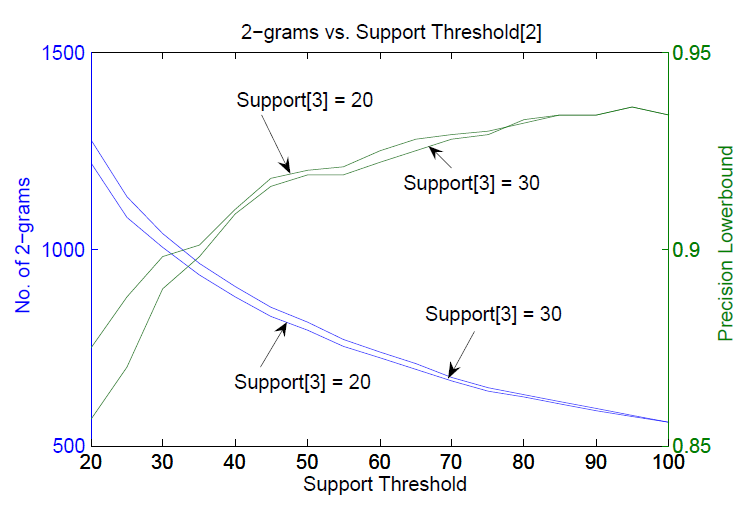 2−grams vs. Support Threshold[2]
1500
0.95
Support[3] = 20
Support[3] = 30
No. of 2−grams
1000
0.9
Precision Lowerbound
Support[3] = 30
Support[3] = 20
500
0.85
20 30 40 50 60 70 80 90 100
Support Threshold